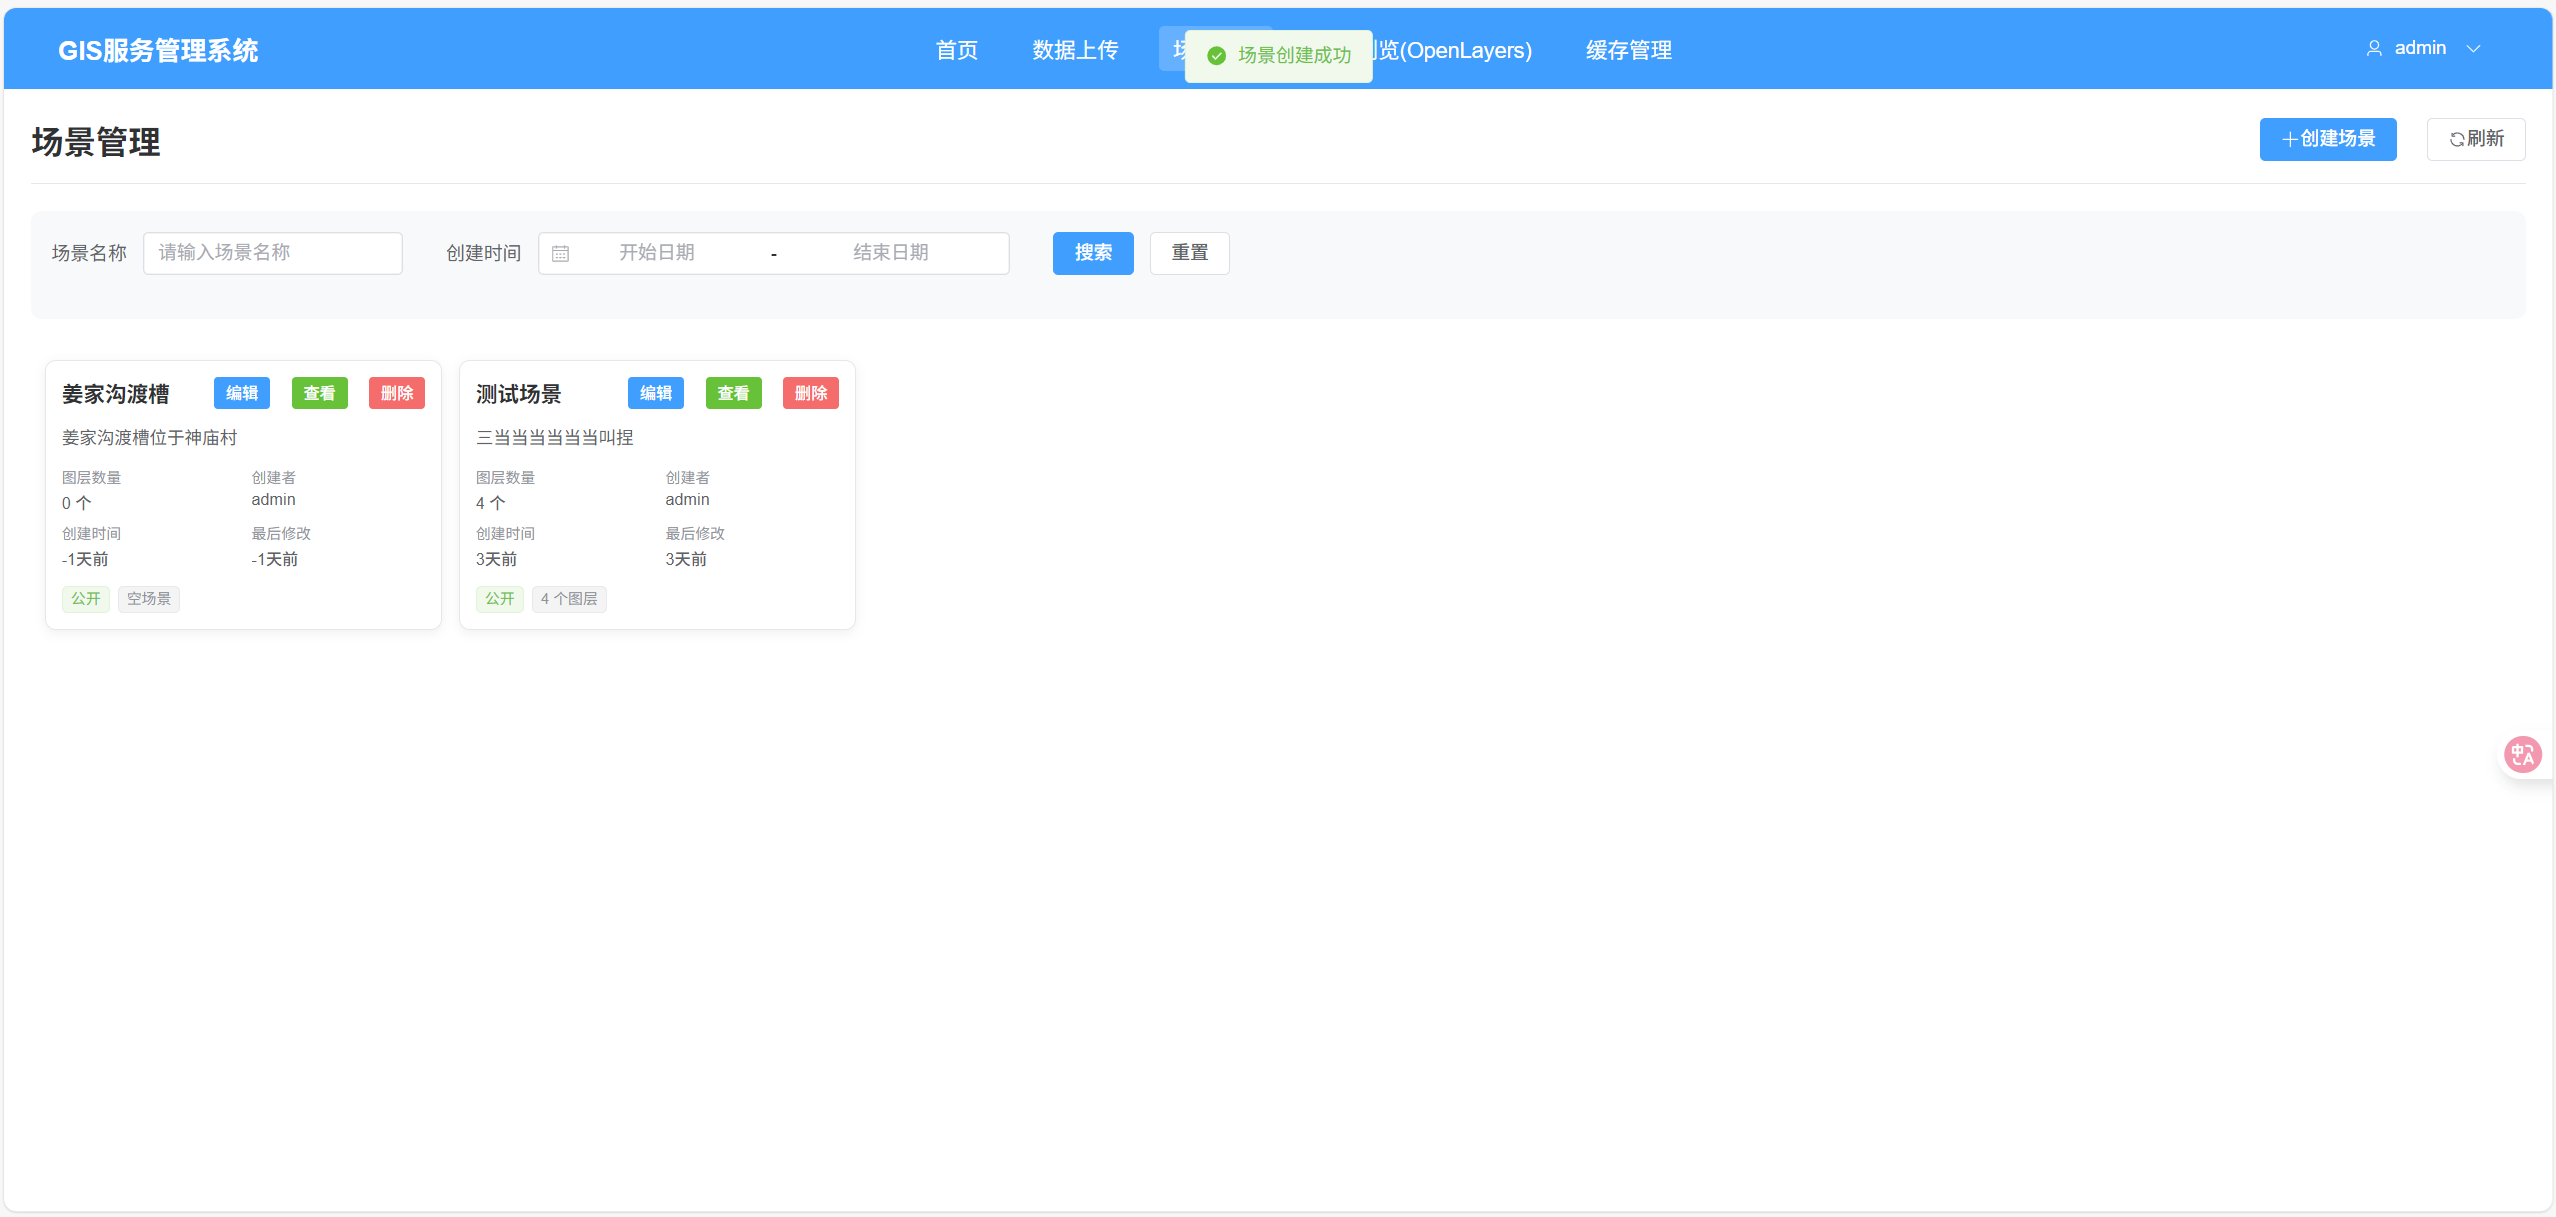 GIS服务管理系统
首页
数据上传
场景创建成功
览(OpenLayers)
缓存管理
admin
场景管理
创建场景
刷新
场景名称
请输入场景名称
创建时间
开始日期
-
结束日期
搜索
重置
姜家沟渡槽
编辑
查看
删除
姜家沟渡槽位于神庙村
图层数量
创建者
0 个
admin
创建时间
最后修改
-1天前
-1天前
公开
空场景
测试场景
编辑
查看
删除
三当当当当当当叫捏
图层数量
创建者
4 个
admin
创建时间
最后修改
3天前
3天前
公开
4 个图层
中A